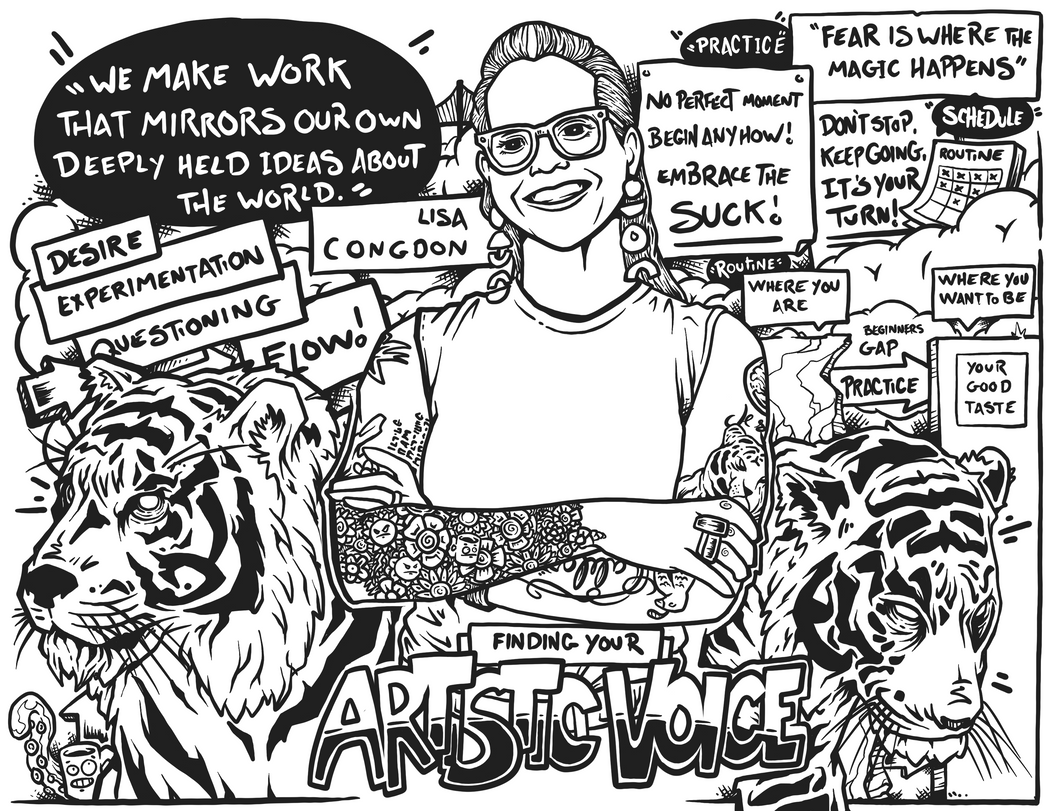 "WE MAKE WORK
THAT MIRRORS OUR OWN
DEEPLY HELD IDEAS ABOUT
THE WORLD."
LISA
CONGDON
DESIRE
EXPERIMENTATION
QUESTIONING
FLOW!
"PRACTICE"
NO PERFECT MOMENT
BEGIN ANYHOW!
EMBRACE THE
SUCK!
"FEAR IS WHERE THE
MAGIC HAPPENS"
DON'T STOP,
KEEP GOING,
IT'S YOUR
TURN!
"SCHEDULE"
ROUTINE
"ROUTINE"
WHERE YOU
ARE
WHERE YOU
WANT to BE
BEGINNERS
GAP
PRACTICE
YOUR
GOOD
TASTE
FINDING YOUR
ARTISTIC VOICE